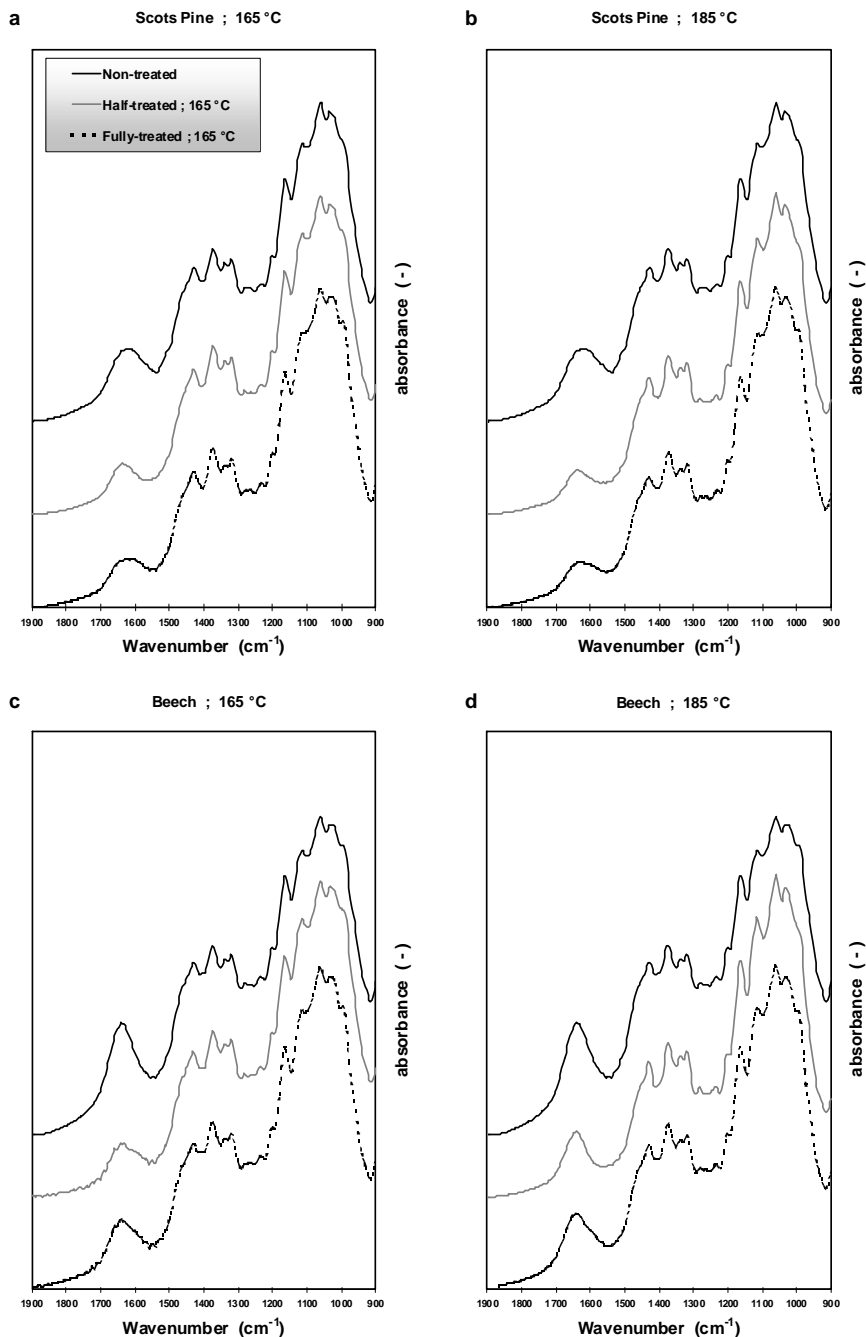 a
Scots Pine ; 165 °C
Non-treated
Half-treated ; 165 °C
Fully-treated ; 165 °C
absorbance (-)
1900 1800 1700 1600 1500 1400 1300 1200 1100 1000 900
Wavenumber (cm-1)
b
Scots Pine ; 185 °C
absorbance (-)
1900 1800 1700 1600 1500 1400 1300 1200 1100 1000 900
Wavenumber (cm-1)
c
Beech ; 165 °C
absorbance (-)
1900 1800 1700 1600 1500 1400 1300 1200 1100 1000 900
Wavenumber (cm-1)
d
Beech ; 185 °C
absorbance (-)
1900 1800 1700 1600 1500 1400 1300 1200 1100 1000 900
Wavenumber (cm-1)